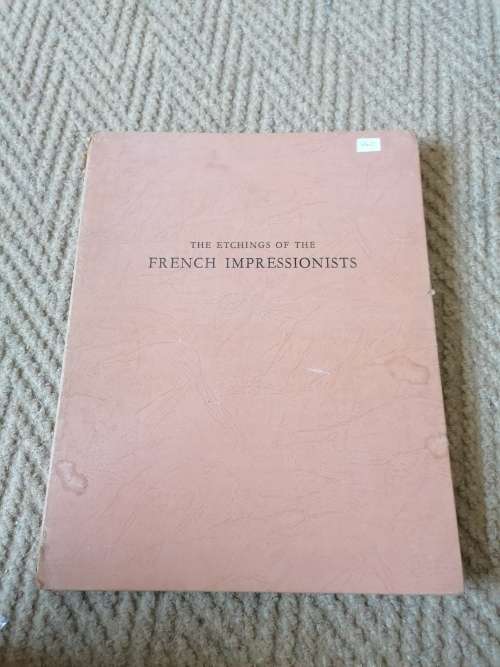 THE ETCHINGS OF THE
FRENCH IMPRESSIONISTS